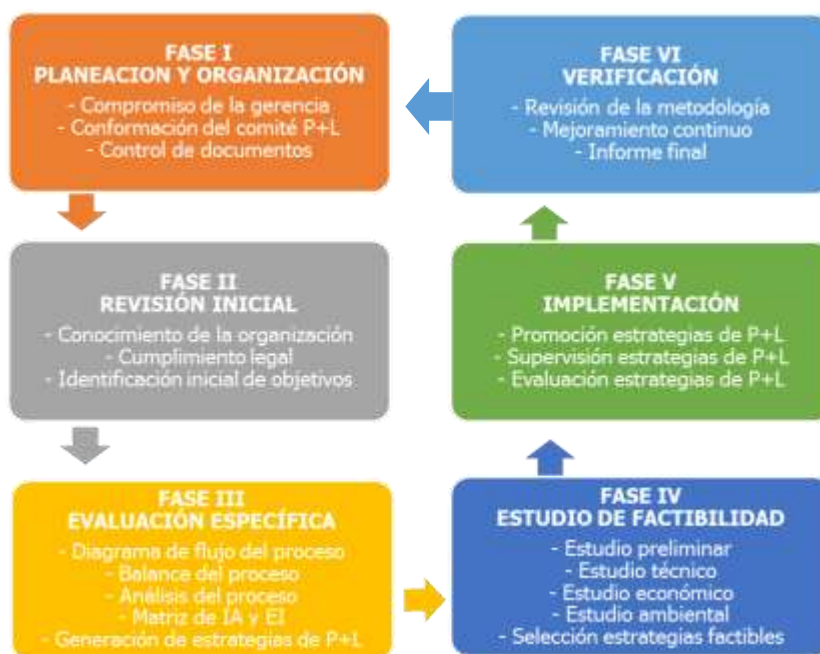 FASE I
PLANEACION Y ORGANIZACIÓN
- Compromiso de la gerencia
- Conformación del comité P+L
- Control de documentos
FASE II
REVISIÓN INICIAL
- Conocimiento de la organización
- Cumplimiento legal
- Identificación inicial de objetivos
FASE III
EVALUACIÓN ESPECÍFICA
- Diagrama de flujo del proceso
- Balance del proceso
- Análisis del proceso
- Matriz de IA y EI
- Generación de estrategias de P+L
FASE IV
ESTUDIO DE FACTIBILIDAD
- Estudio preliminar
- Estudio técnico
- Estudio económico
- Estudio ambiental
- Selección estrategias factibles
FASE V
IMPLEMENTACIÓN
- Promoción estrategias de P+L
- Supervisión estrategias de P+L
- Evaluación estrategias de P+L
FASE VI
VERIFICACIÓN
- Revisión de la metodología
- Mejoramiento continuo
- Informe final